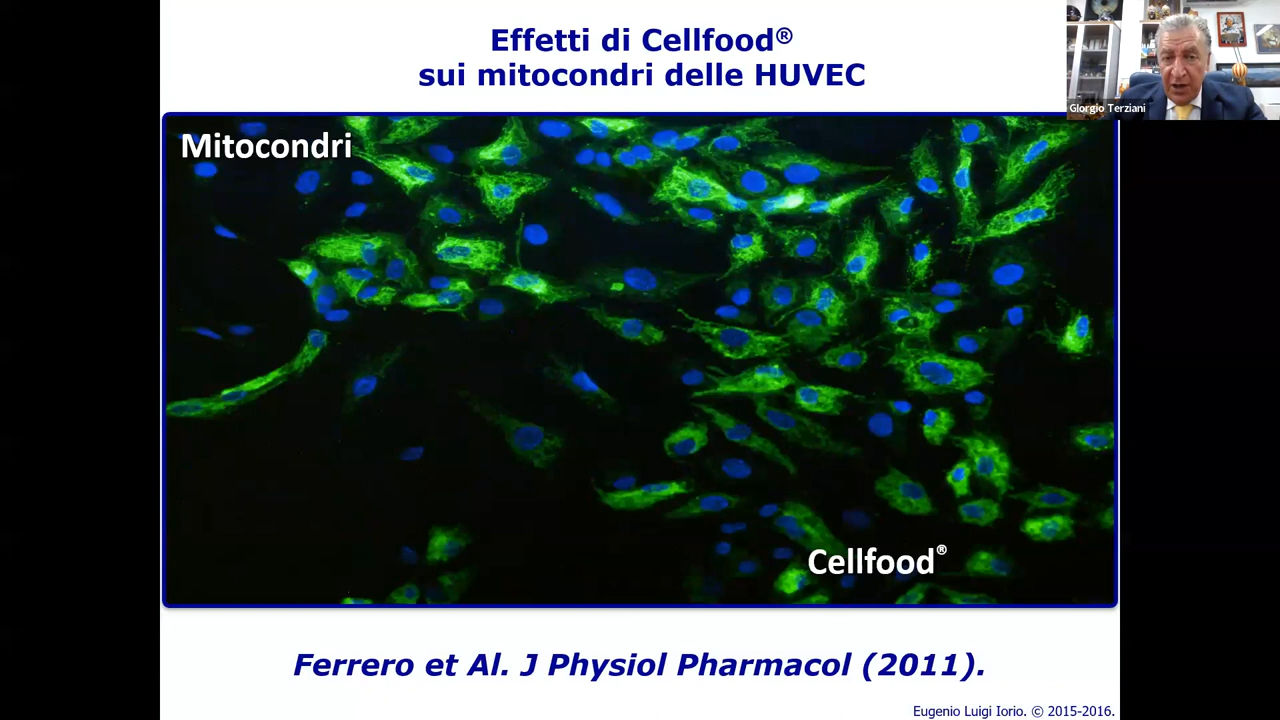 Effetti di Cellfood®
sui mitocondri delle HUVEC
GIorgio Terziani
Mitocondri
Cellfood®
Ferrero et Al. J Physiol Pharmacol (2011).
Eugenio Luigi Iorio. © 2015-2016.